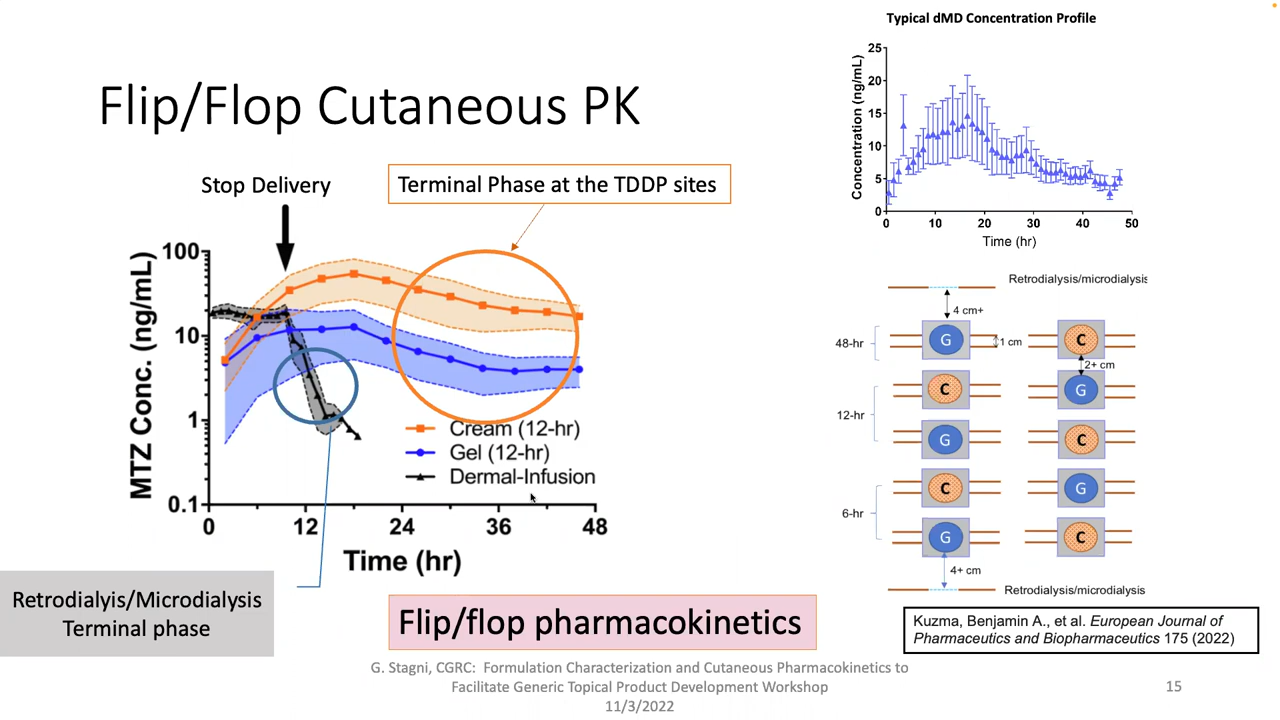 Typical dMD Concentration Profile
Flip/Flop Cutaneous PK
25
20
15
10
5
0
Concentration (ng/mL)
0 10 20 30 40 50
Time (hr)
Stop Delivery
Terminal Phase at the TDDP sites
100
10
1
0.1
MTZ Conc. (ng/mL)
Cream (12-hr)
Gel (12-hr)
Dermal-Infusion
0 12 24 36 48
Time (hr)
Retrodialysis/microdialysis
4 cm+
48-hr
G
1 cm
C
2+ cm
C
G
12-hr
G
C
C
G
6-hr
G
C
4+ cm
Retrodialysis/microdialysis
Retrodialyis/Microdialysis
Terminal phase
Flip/flop pharmacokinetics
Kuzma, Benjamin A., et al. European Journal of
Pharmaceutics and Biopharmaceutics 175 (2022)
G. Stagni, CGRC: Formulation Characterization and Cutaneous Pharmacokinetics to
Facilitate Generic Topical Product Development Workshop
11/3/2022
15